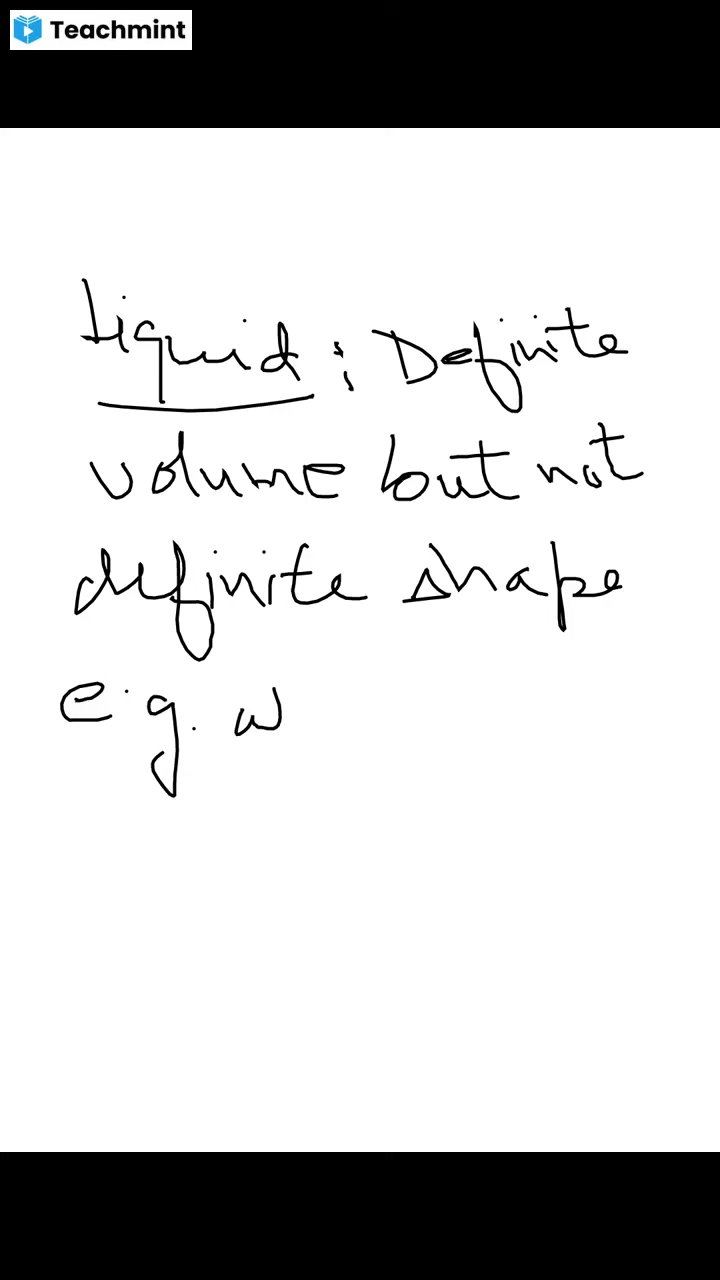 Teachmint
Liquid : Definite
volume but not
definite shape
e.g. w